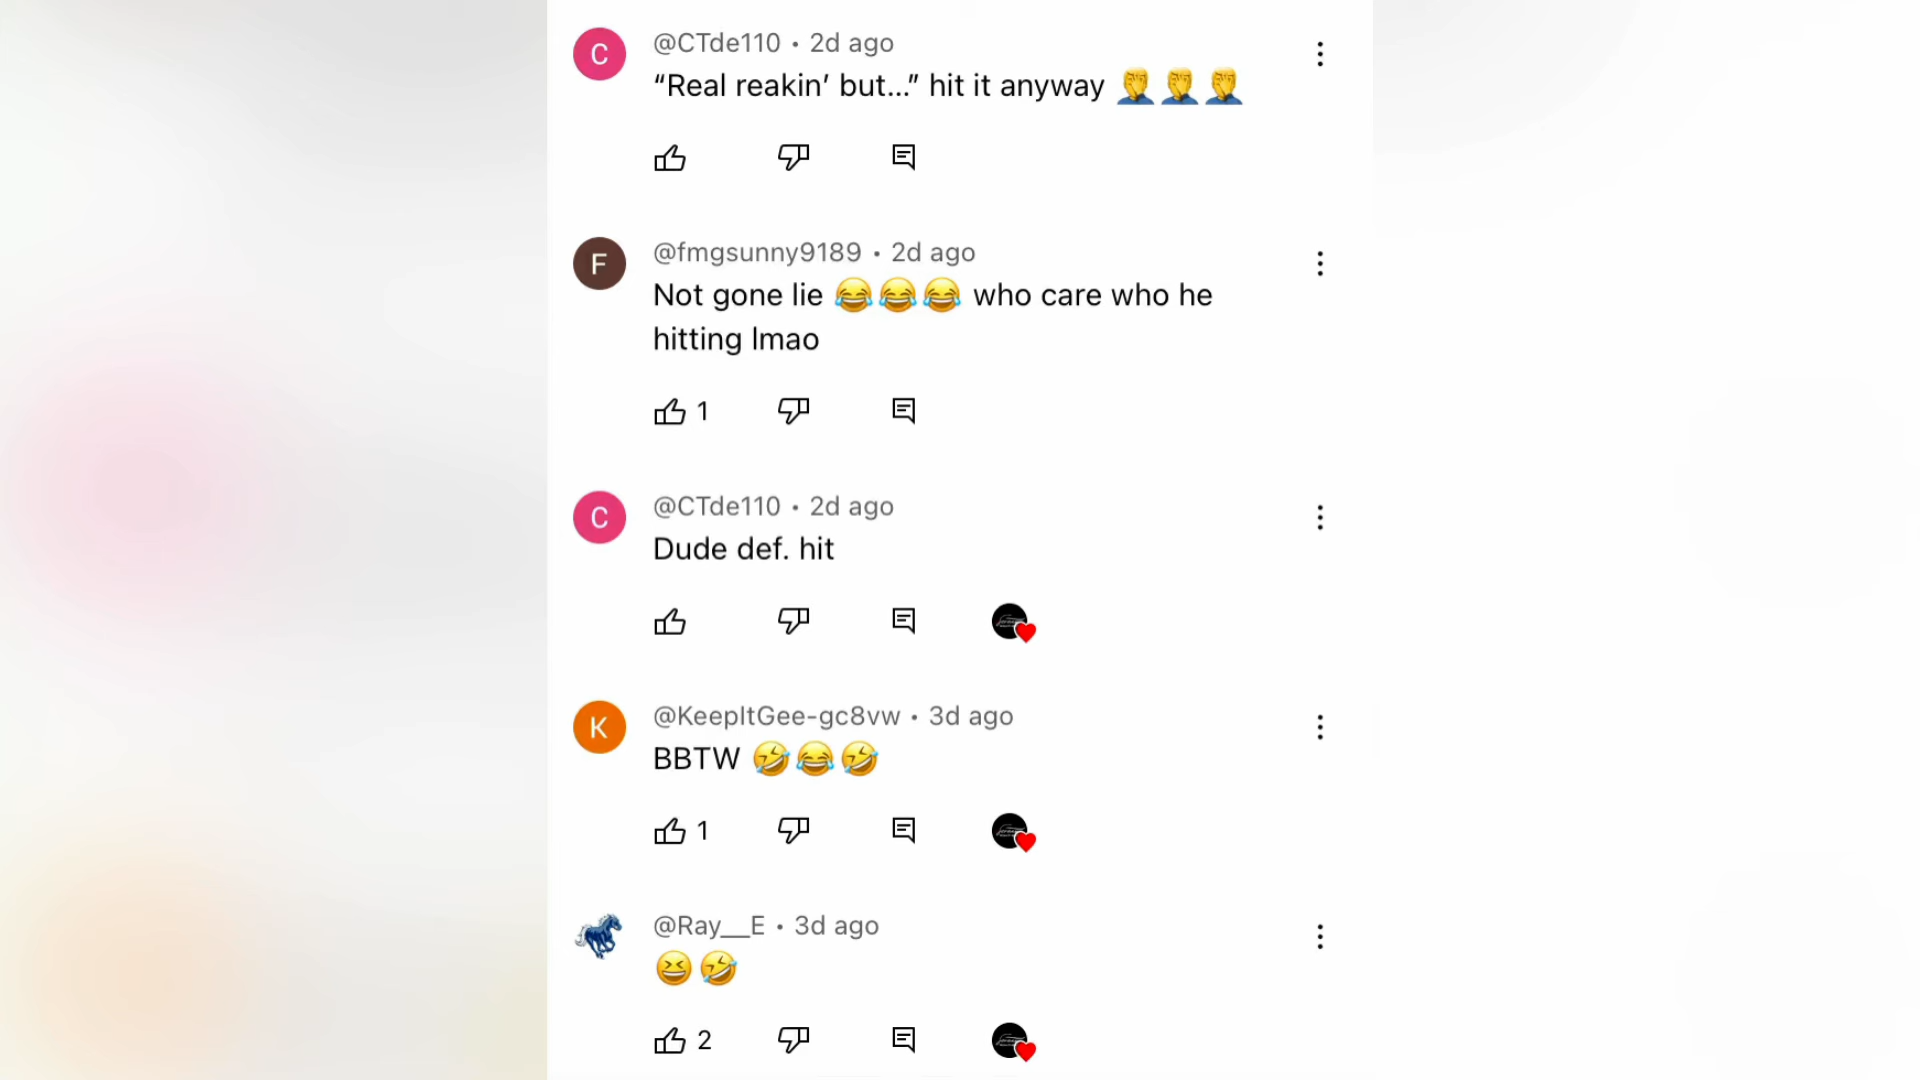 C
@CTde110 • 2d ago
“Real reakin’ but...” hit it anyway 🤦‍♂️🤦‍♂️🤦‍♂️
F
@fmgsunny9189 • 2d ago
Not gone lie 😂😂😂 who care who he
hitting lmao
1
C
@CTde110 • 2d ago
Dude def. hit
K
@KeepItGee-gc8vw • 3d ago
BBTW 🤣😂🤣
1
@Ray__E • 3d ago
😆🤣
2